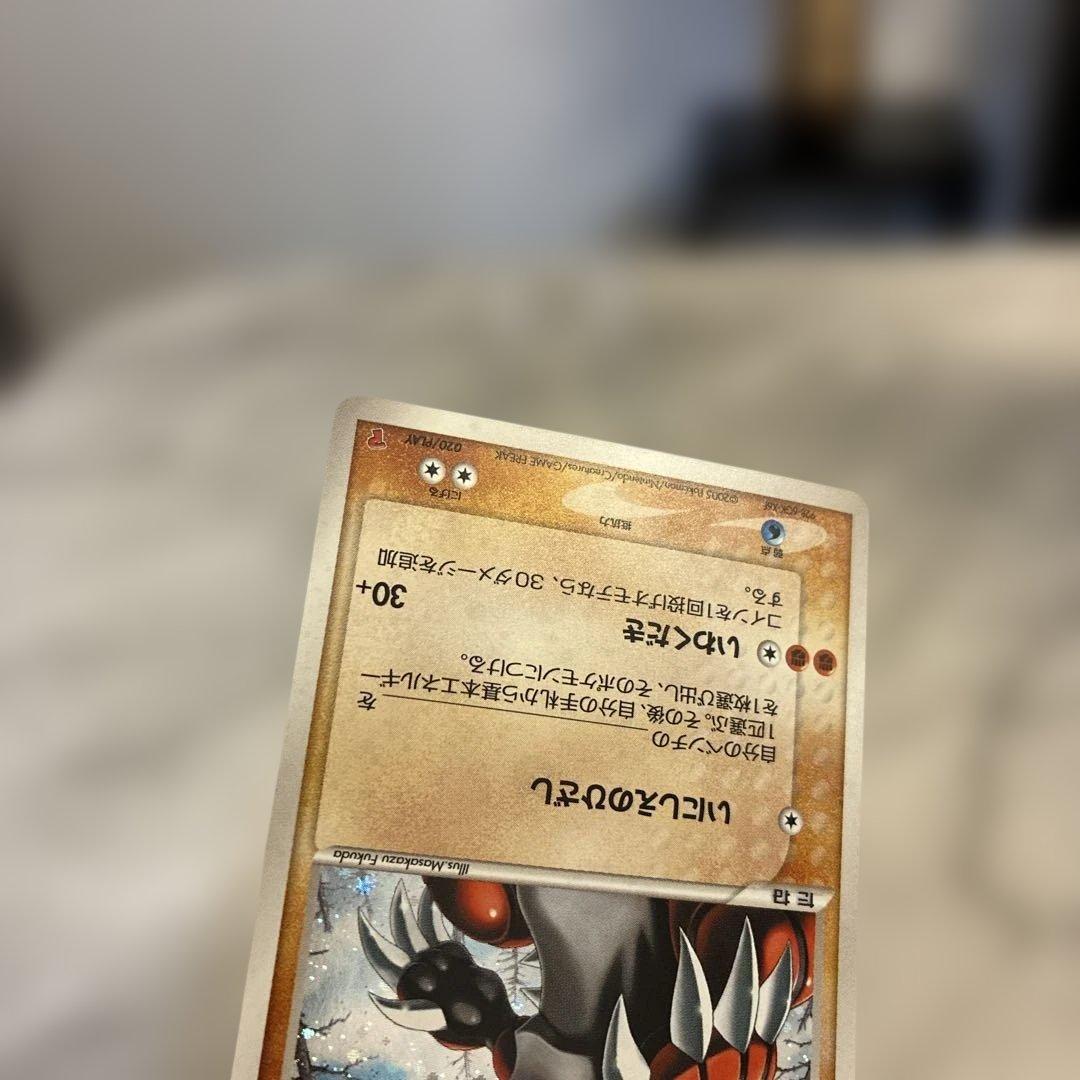 たね
Illus.Masakazu Fukuda
いにしえのひざし
自分のベンチの
1匹選ぶ。その後、自分の手札から基本エネルギー を
を1枚選び出し、そのポケモンにつける。
いわくだき 30+
コインを1回投げオモテなら、30ダメージを追加
する。
弱点 抵抗力 にげる
©2005 Pokémon/Nintendo/Creatures/GAME FREAK 020/PLAY